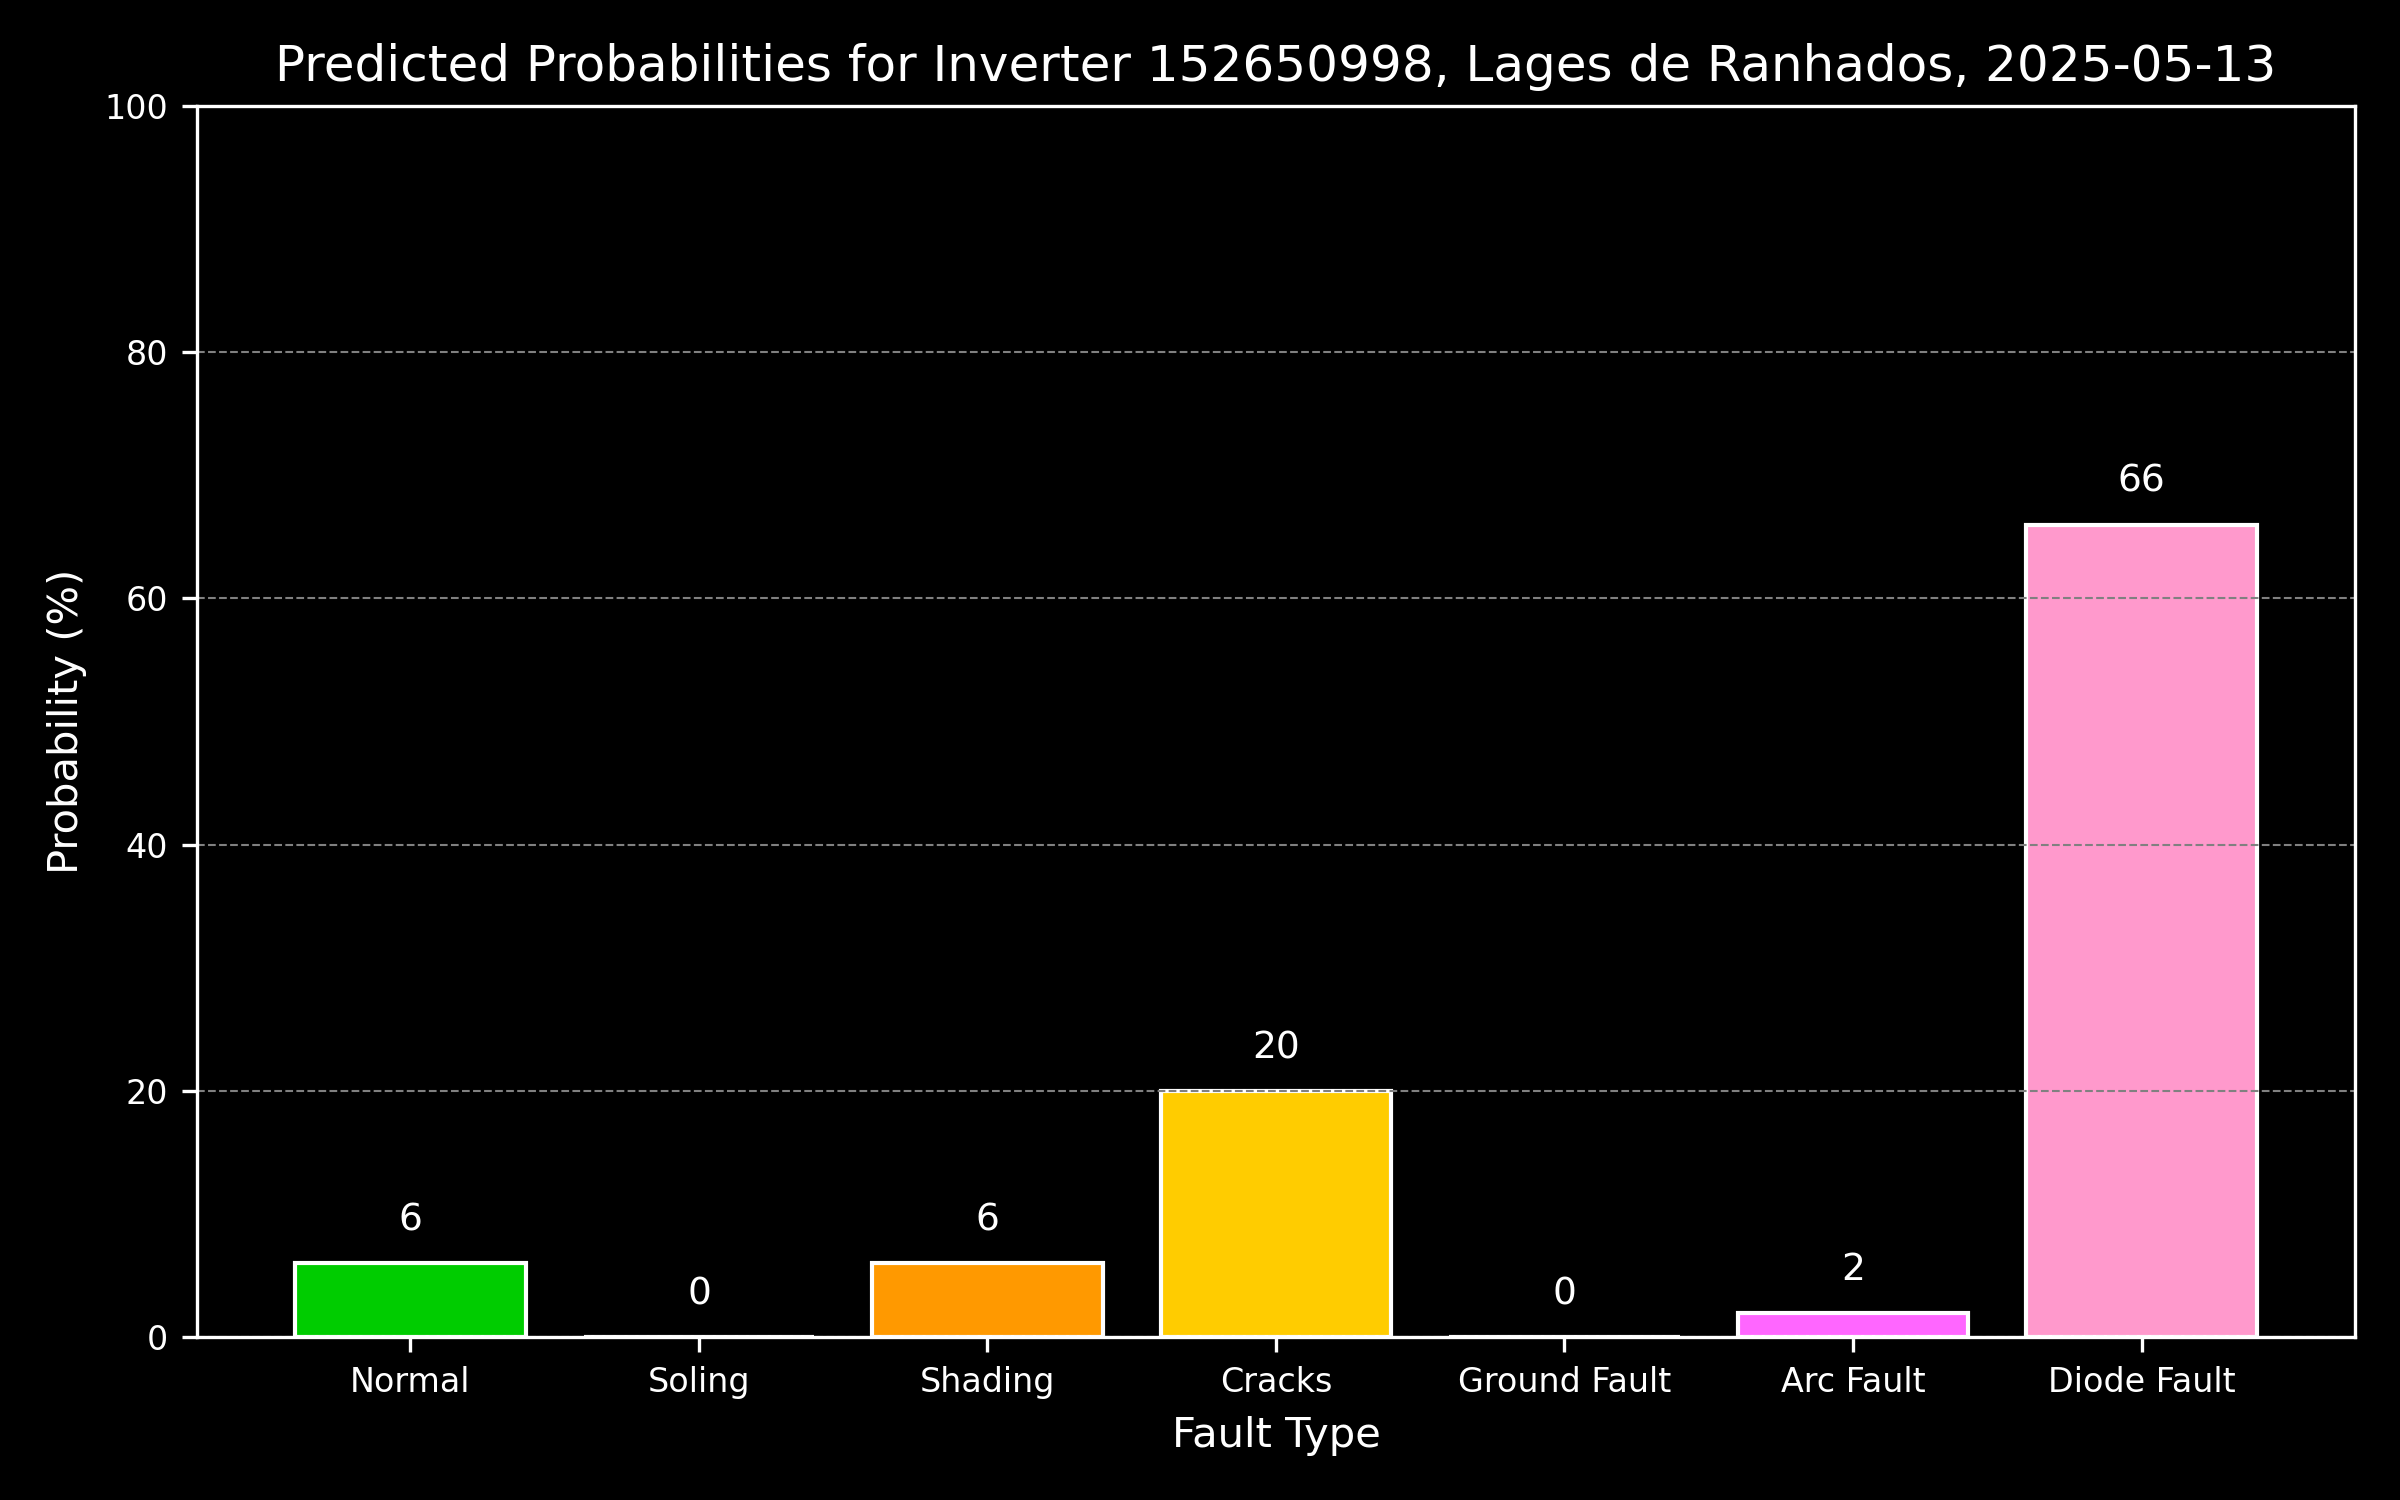 Predicted Probabilities for Inverter 152650998, Lages de Ranhados, 2025-05-13
100
80
60
40
20
0
Probability (%)
6
0
6
20
0
2
66
Normal
Soling
Shading
Cracks
Ground Fault
Arc Fault
Diode Fault
Fault Type